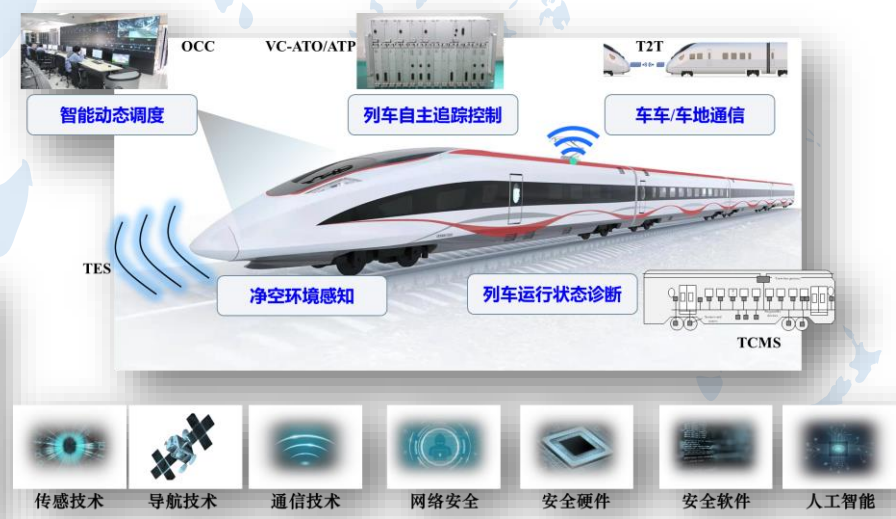 OCC
VC-ATO/ATP
T2T
智能动态调度
列车自主追踪控制
车车/车地通信
TES
净空环境感知
列车运行状态诊断
TCMS
传感技术
导航技术
通信技术
网络安全
安全硬件
安全软件
人工智能